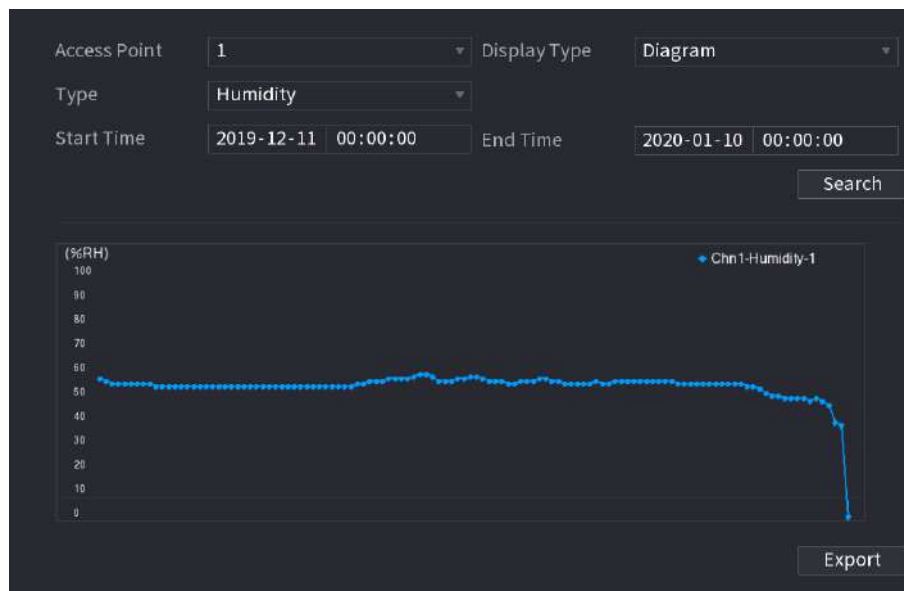 Access Point 1 Display Type Diagram
Type Humidity
Start Time 2019-12-11 00:00:00 End Time 2020-01-10 00:00:00
Search
(%RH)
Chn1-Humidity-1
100
90
80
70
60
50
40
30
20
10
0
Export